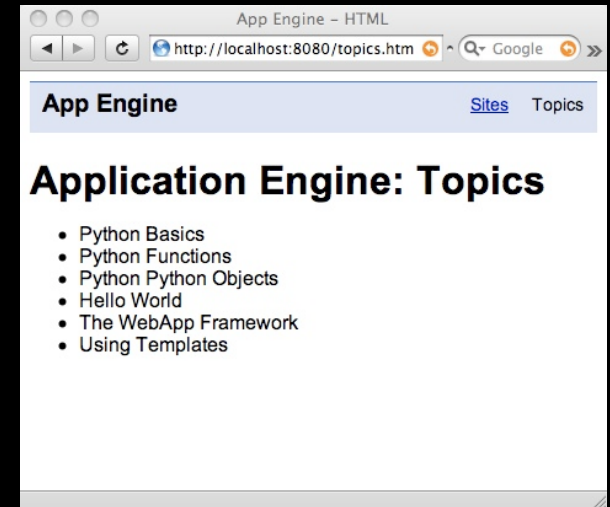 App Engine – HTML
http://localhost:8080/topics.htm Google
App Engine Sites Topics
Application Engine: Topics
• Python Basics
• Python Functions
• Python Python Objects
• Hello World
• The WebApp Framework
• Using Templates